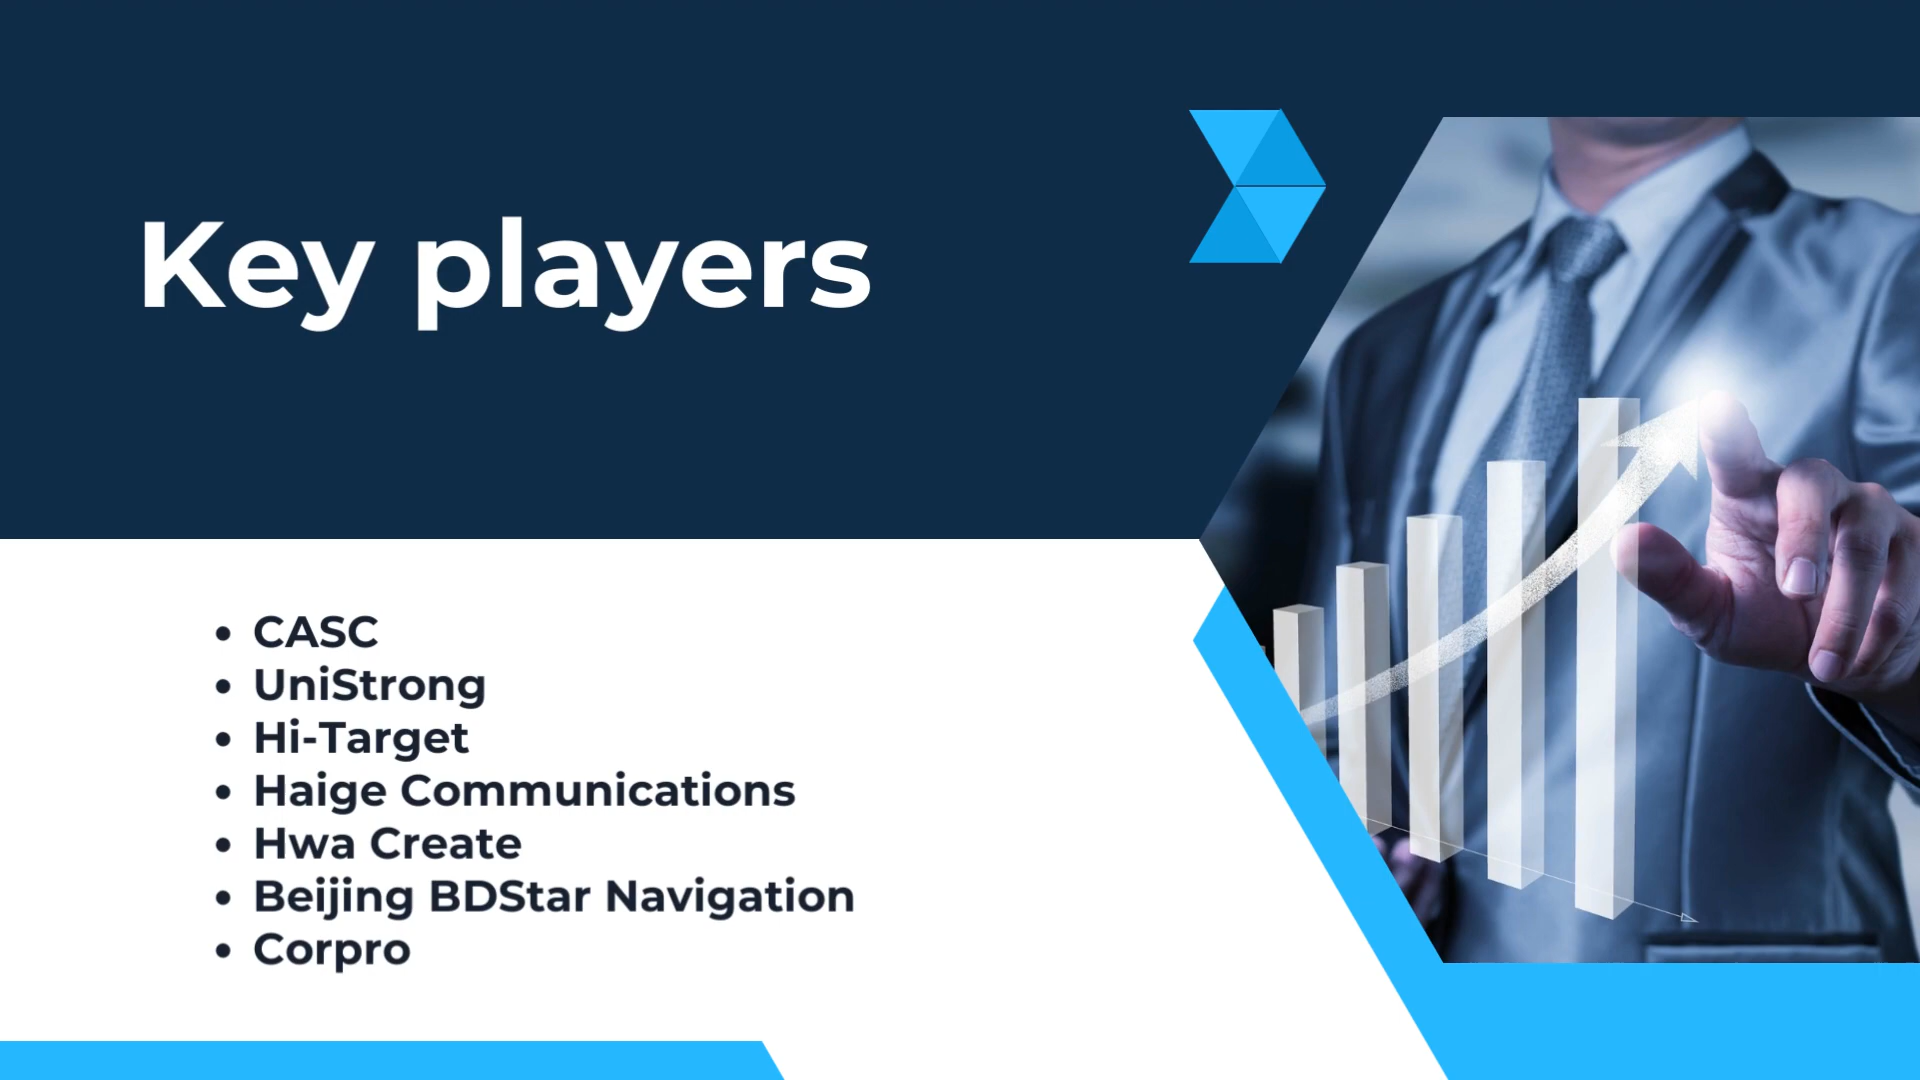 Key players
• CASC
• UniStrong
• Hi-Target
• Haige Communications
• Hwa Create
• Beijing BDStar Navigation
• Corpro